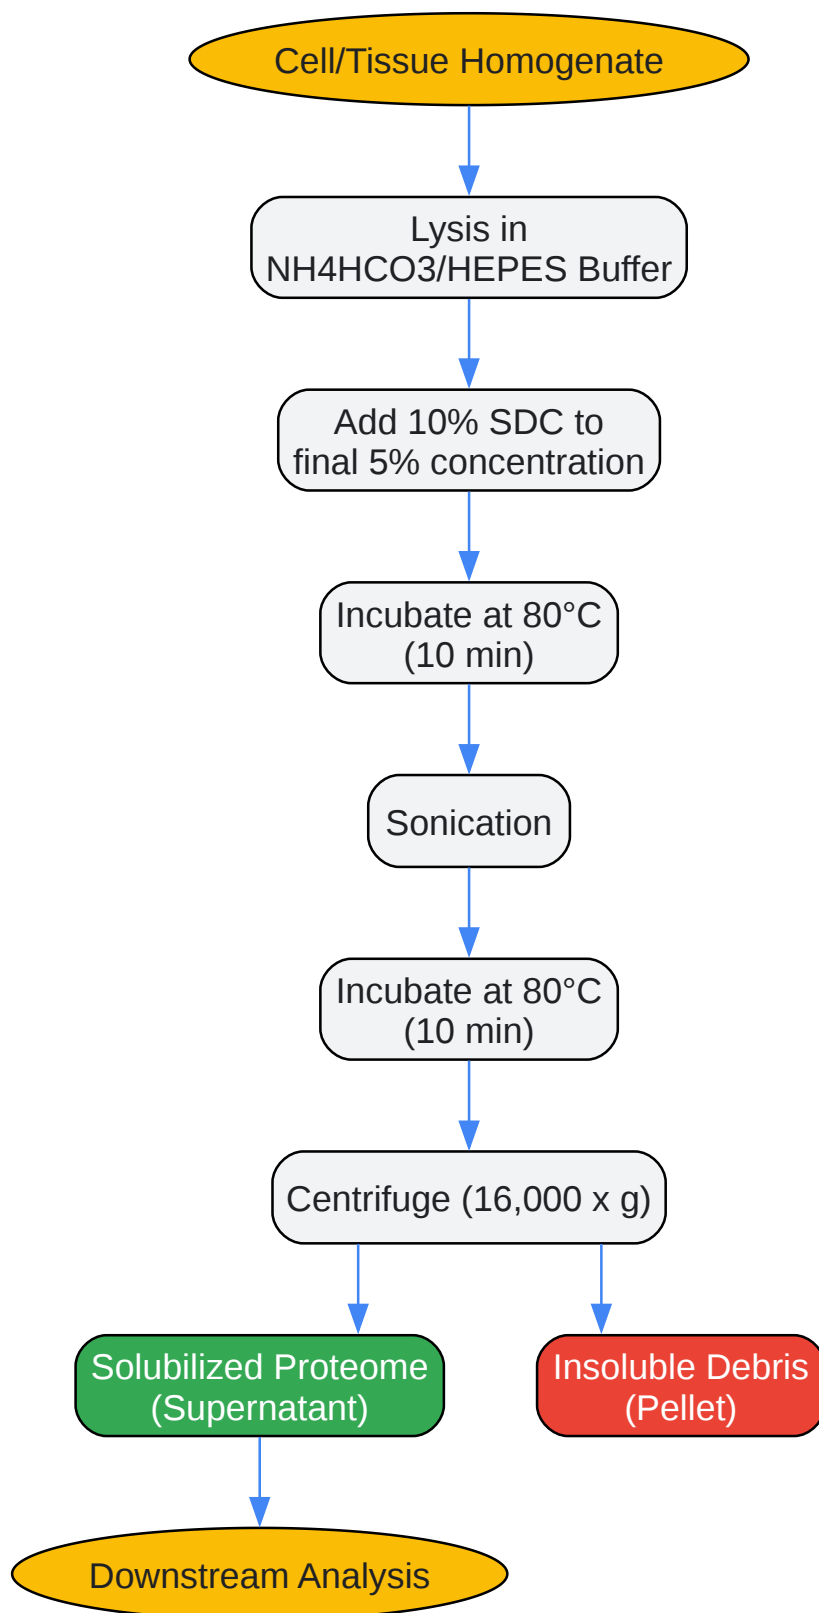 Cell/Tissue Homogenate
Lysis in
NH4HCO3/HEPES Buffer
Add 10% SDC to
final 5% concentration
Incubate at 80°C
(10 min)
Sonication
Incubate at 80°C
(10 min)
Centrifuge (16,000 x g)
Solubilized Proteome
(Supernatant)
Insoluble Debris
(Pellet)
Downstream Analysis